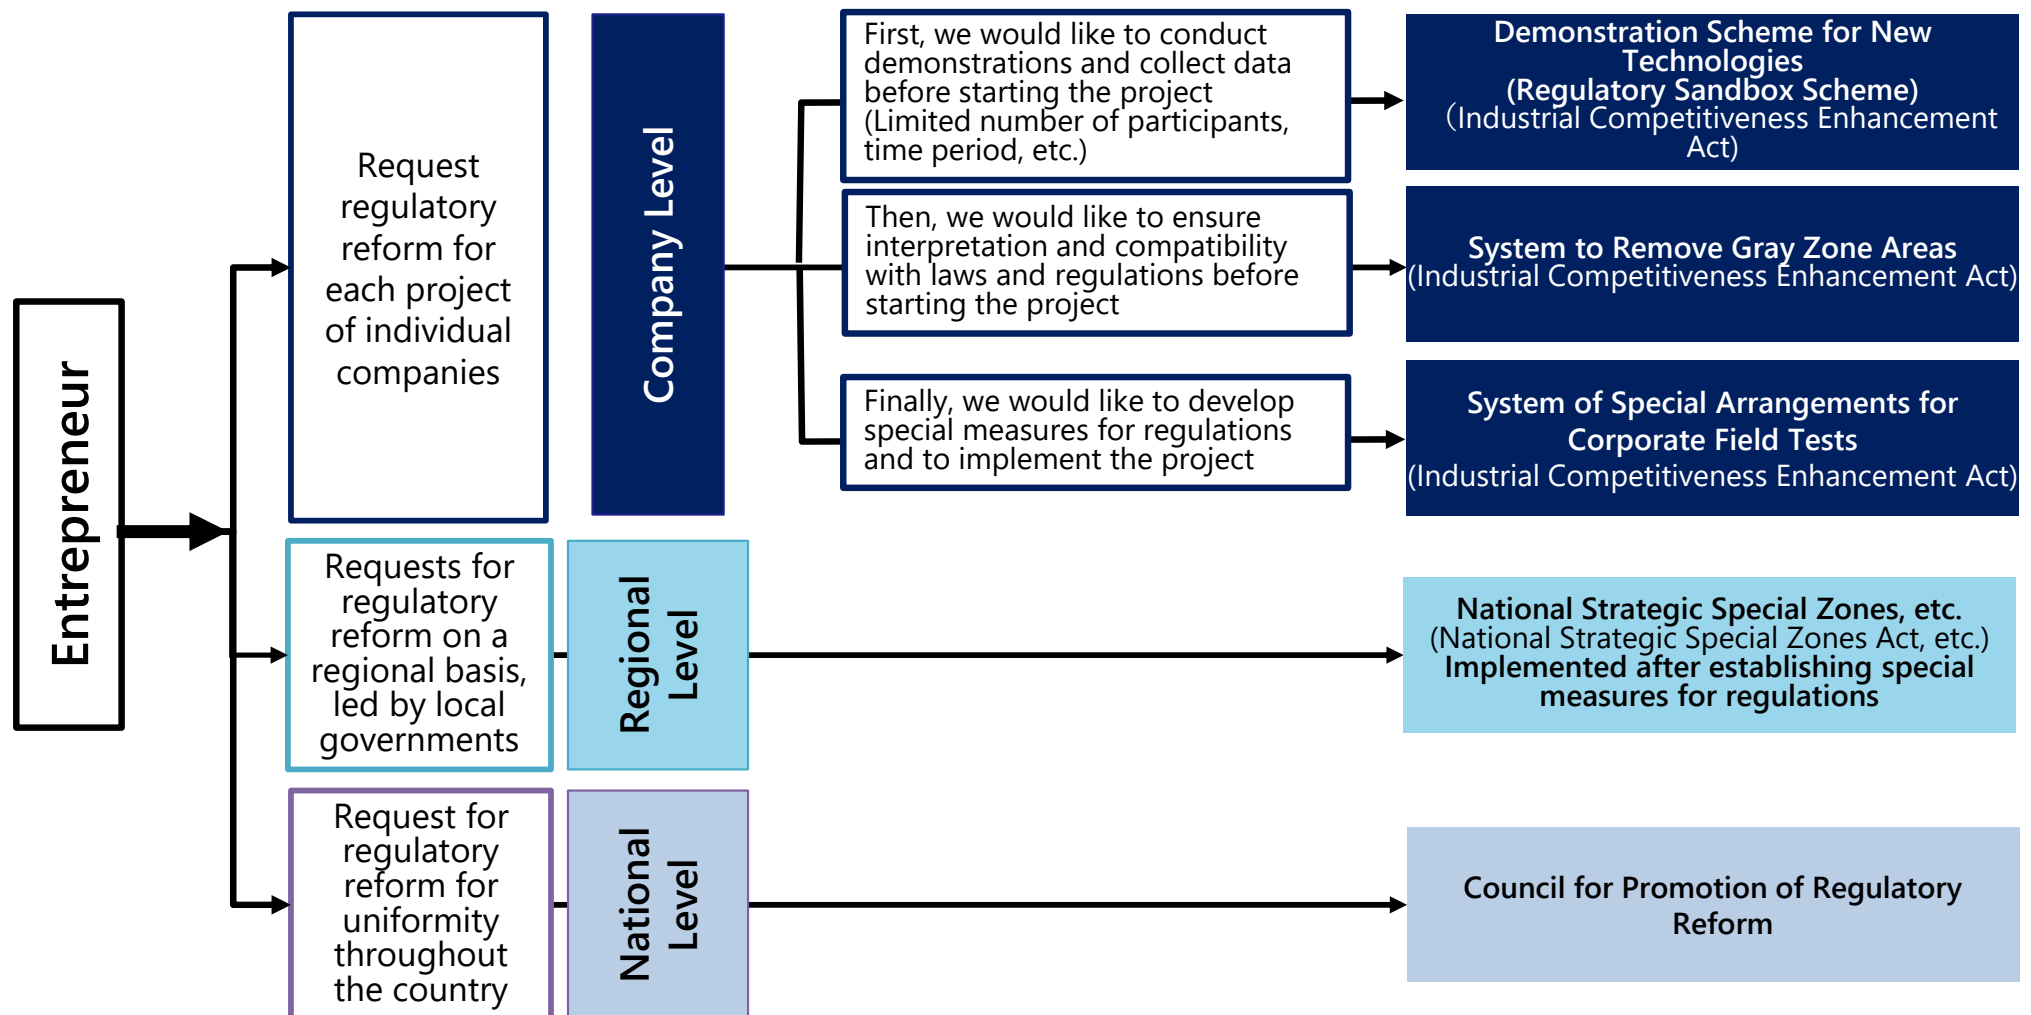 Entrepreneur
Request
regulatory
reform for
each project
of individual
companies
Company Level
First, we would like to conduct
demonstrations and collect data
before starting the project
(Limited number of participants,
time period, etc.)
Demonstration Scheme for New
Technologies
(Regulatory Sandbox Scheme)
（Industrial Competitiveness Enhancement
Act)
Then, we would like to ensure
interpretation and compatibility
with laws and regulations before
starting the project
System to Remove Gray Zone Areas
(Industrial Competitiveness Enhancement Act)
Finally, we would like to develop
special measures for regulations
and to implement the project
System of Special Arrangements for
Corporate Field Tests
(Industrial Competitiveness Enhancement Act)
Requests for
regulatory
reform on a
regional basis,
led by local
governments
Regional
Level
National Strategic Special Zones, etc.
(National Strategic Special Zones Act, etc.)
Implemented after establishing special
measures for regulations
Request for
regulatory
reform for
uniformity
throughout
the country
National
Level
Council for Promotion of Regulatory
Reform